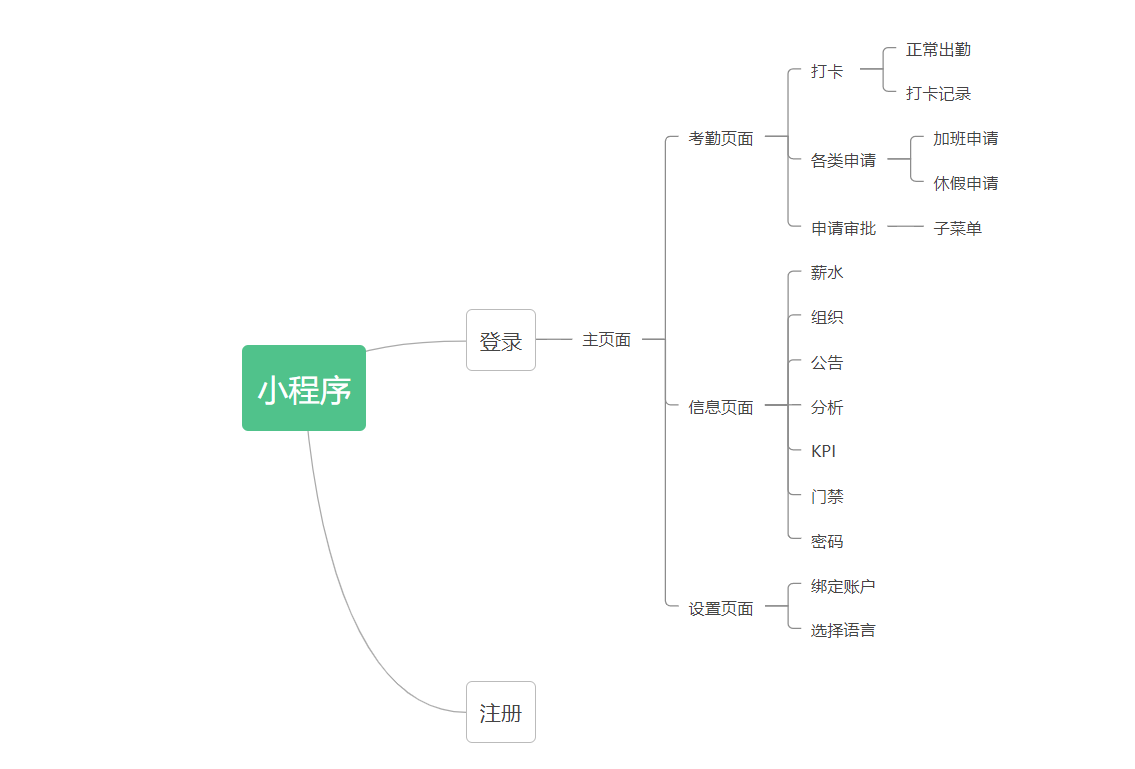 小程序
登录
主页面
考勤页面
打卡
正常出勤
打卡记录
各类申请
加班申请
休假申请
申请审批
子菜单
信息页面
薪水
组织
公告
分析
KPI
门禁
密码
设置页面
绑定账户
选择语言
注册